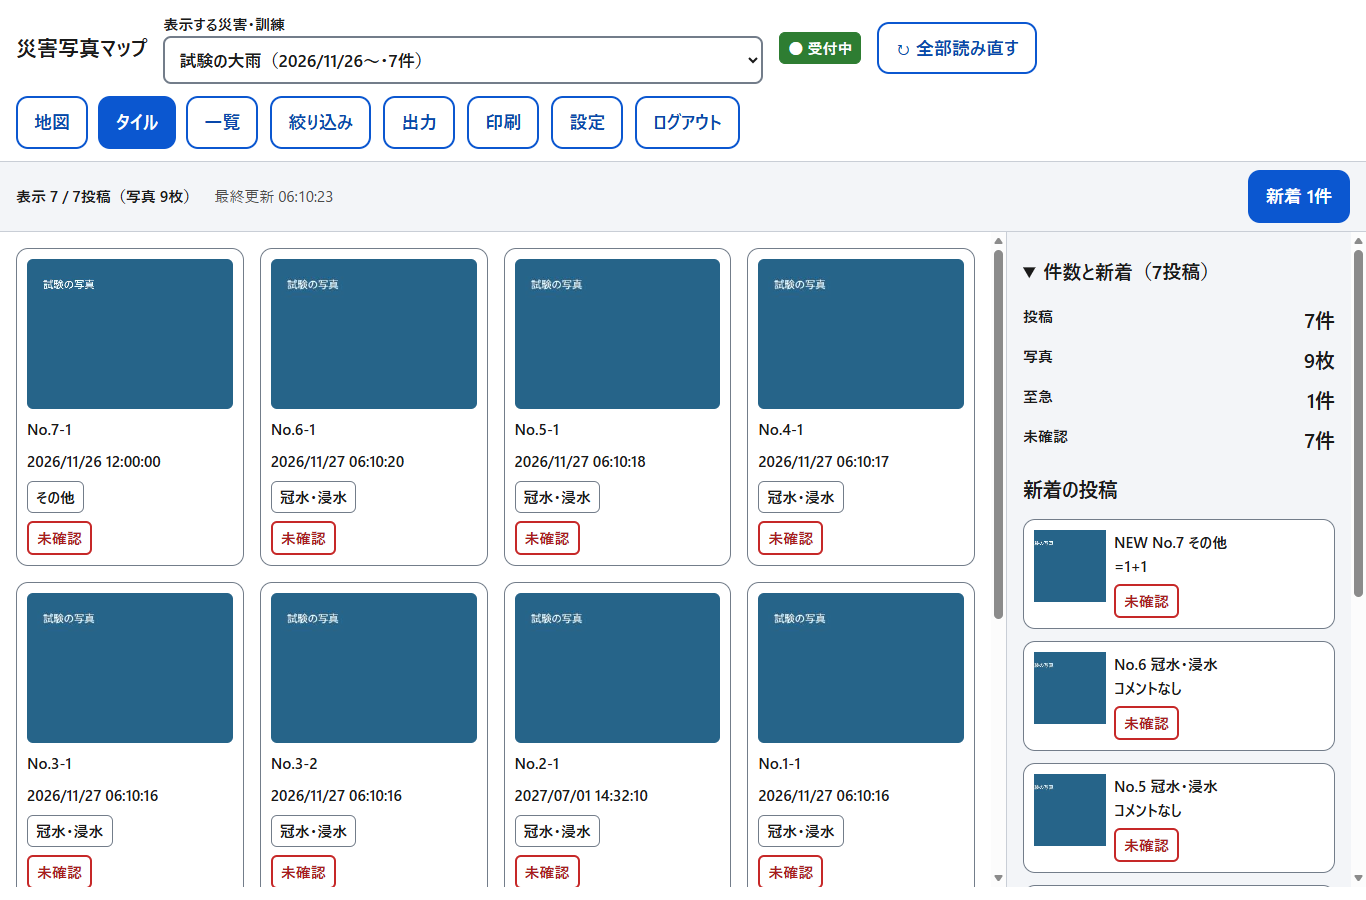 災害写真マップ
表示する災害・訓練
試験の大雨（2026/11/26～・7件）
受付中
↻ 全部読み直す
地図
タイル
一覧
絞り込み
出力
印刷
設定
ログアウト
表示 7 / 7投稿（写真 9枚）
最終更新 06:10:23
新着 1件
試験の写真
No.7-1
2026/11/26 12:00:00
その他
未確認
試験の写真
No.6-1
2026/11/27 06:10:20
冠水・浸水
未確認
試験の写真
No.5-1
2026/11/27 06:10:18
冠水・浸水
未確認
試験の写真
No.4-1
2026/11/27 06:10:17
冠水・浸水
未確認
試験の写真
No.3-1
2026/11/27 06:10:16
冠水・浸水
未確認
試験の写真
No.3-2
2026/11/27 06:10:16
冠水・浸水
未確認
試験の写真
No.2-1
2027/07/01 14:32:10
冠水・浸水
未確認
試験の写真
No.1-1
2026/11/27 06:10:16
冠水・浸水
未確認
▼ 件数と新着（7投稿）
投稿 7件
写真 9枚
至急 1件
未確認 7件
新着の投稿
NEW No.7 その他
=1+1
未確認
No.6 冠水・浸水
コメントなし
未確認
No.5 冠水・浸水
コメントなし
未確認